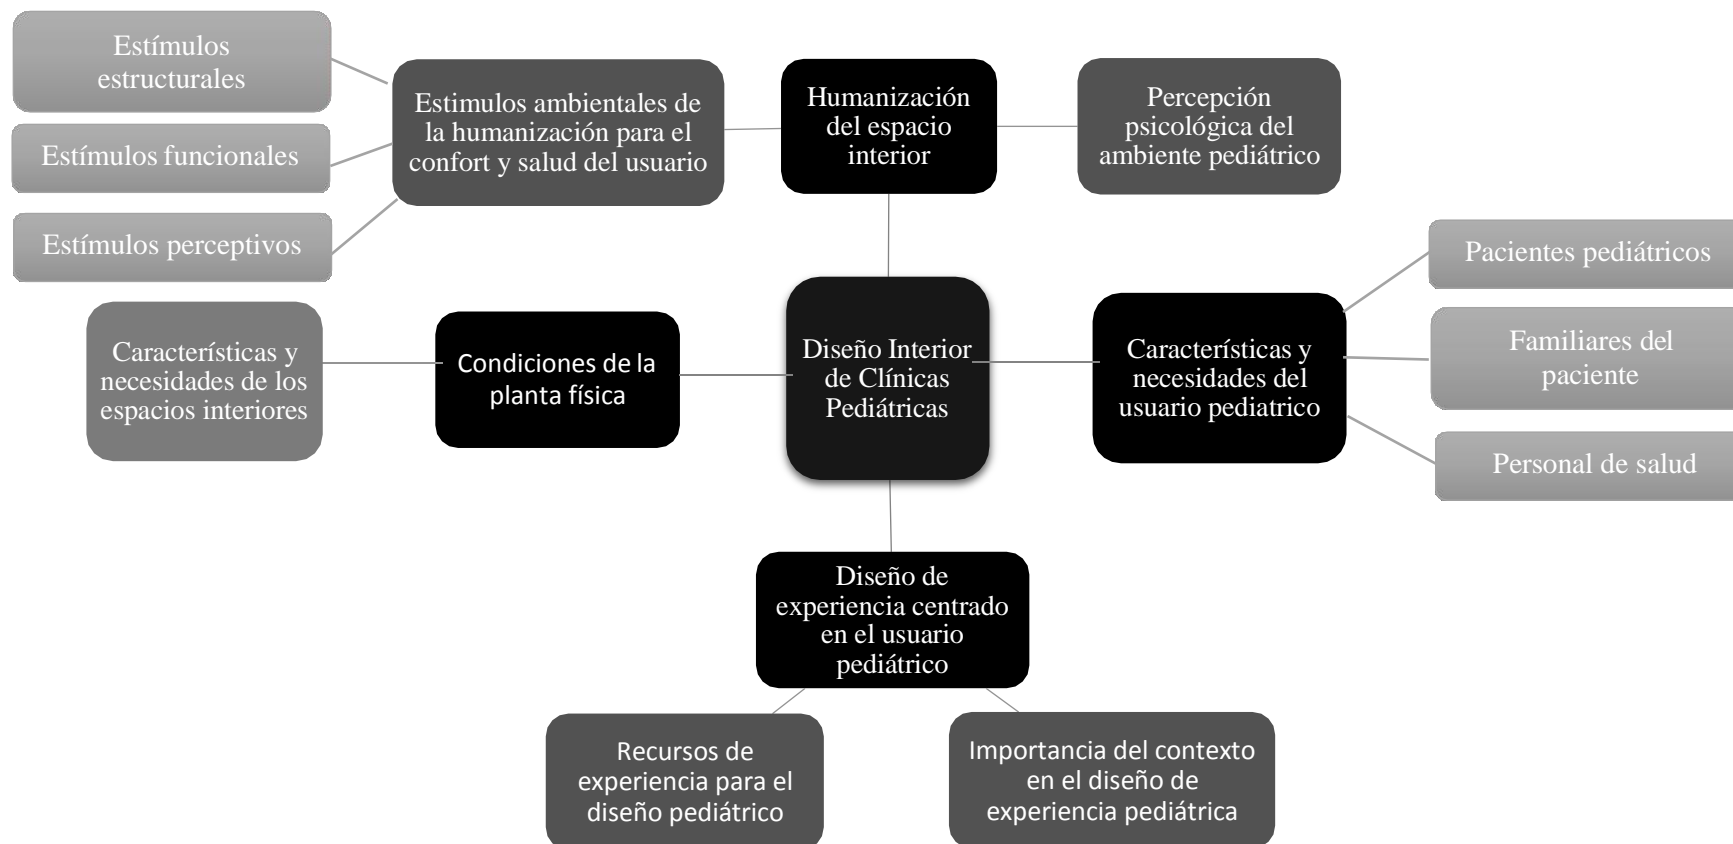 Estímulos
estructurales
Estímulos funcionales
Estímulos perceptivos
Estimulos ambientales de
la humanización para el
confort y salud del usuario
Humanización
del espacio
interior
Percepción
psicológica del
ambiente pediátrico
Características y
necesidades de los
espacios interiores
Condiciones de la
planta física
Diseño Interior
de Clínicas
Pediátricas
Características y
necesidades del
usuario pediatrico
Pacientes pediátricos
Familiares del
paciente
Personal de salud
Diseño de
experiencia centrado
en el usuario
pediátrico
Recursos de
experiencia para el
diseño pediátrico
Importancia del contexto
en el diseño de
experiencia pediátrica